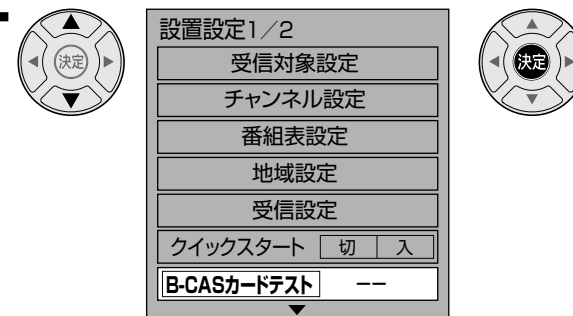 決定
設置設定1／2
受信対象設定
チャンネル設定
番組表設定
地域設定
受信設定
クイックスタート 切 入
B-CASカードテスト −−
決定